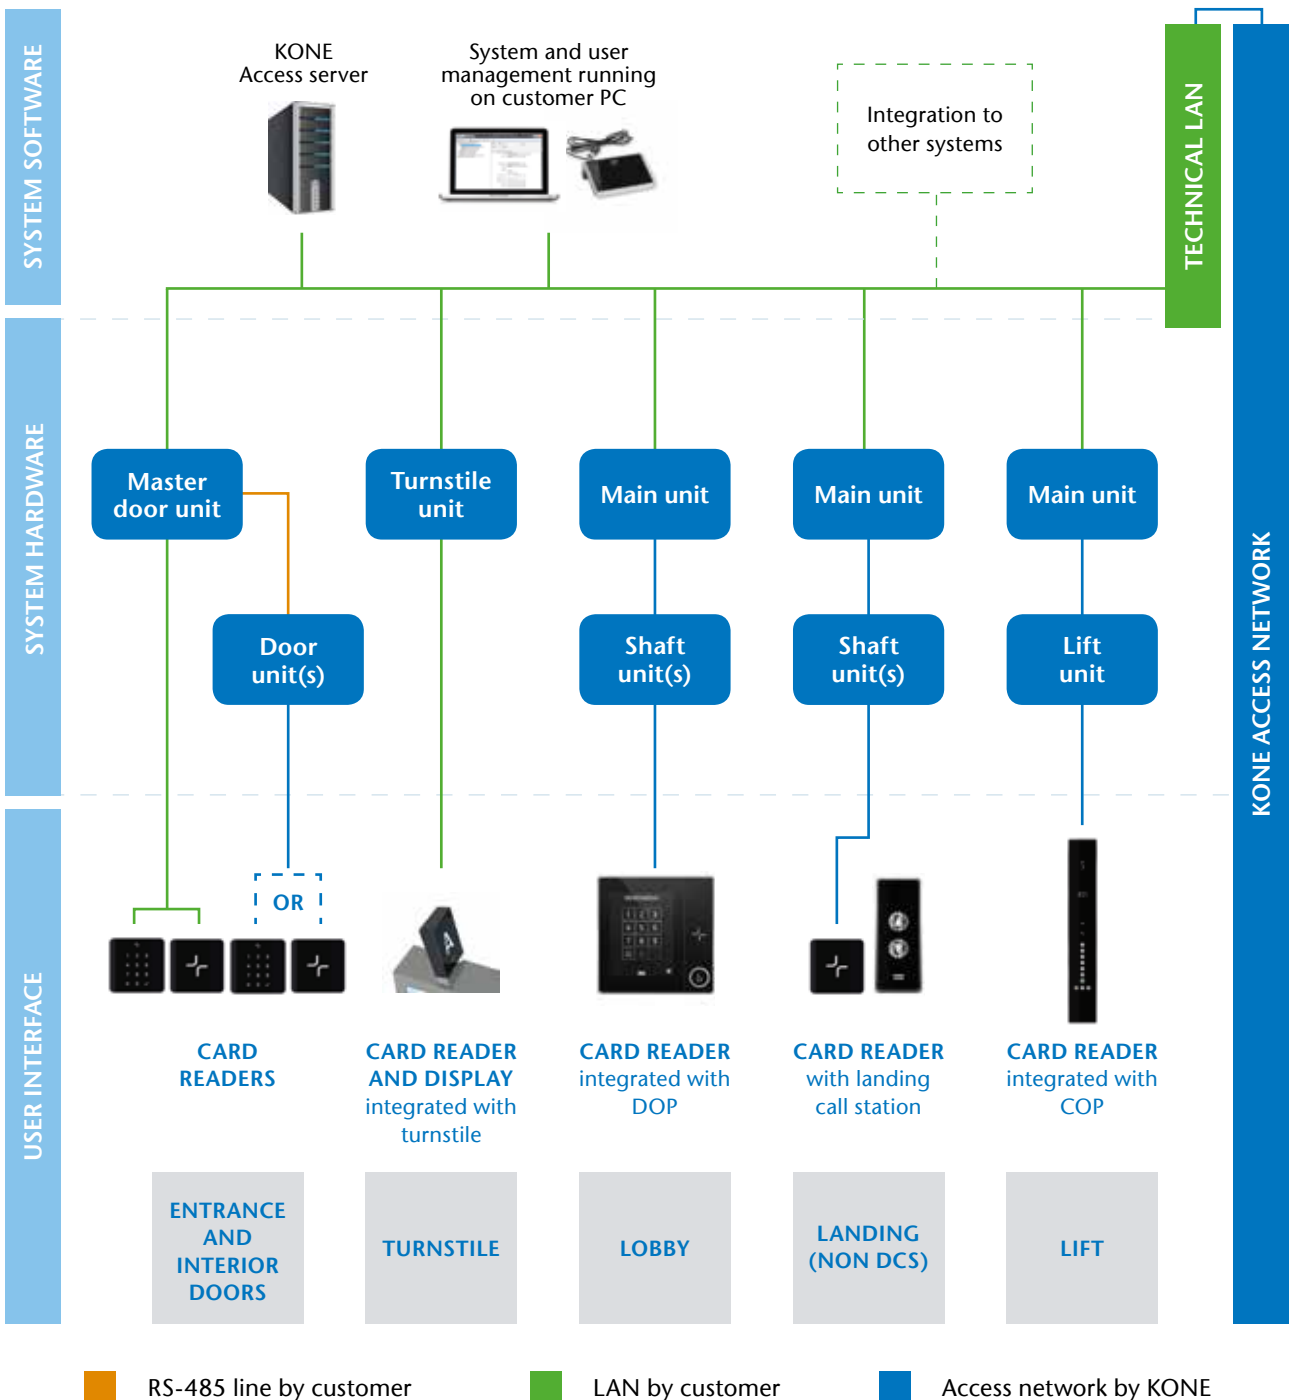 SYSTEM SOFTWARE
KONE
Access server
System and user
management running
on customer PC
Integration to
other systems
TECHNICAL LAN
KONE ACCESS NETWORK
SYSTEM HARDWARE
Master
door unit
Turnstile
unit
Main unit
Main unit
Main unit
Door
unit(s)
Shaft
unit(s)
Shaft
unit(s)
Lift
unit
USER INTERFACE
OR
A
CARD
READERS
CARD READER
AND DISPLAY
integrated with
turnstile
CARD READER
integrated with
DOP
CARD READER
with landing
call station
CARD READER
integrated with
COP
ENTRANCE
AND
INTERIOR
DOORS
TURNSTILE
LOBBY
LANDING
(NON DCS)
LIFT
RS-485 line by customer
LAN by customer
Access network by KONE